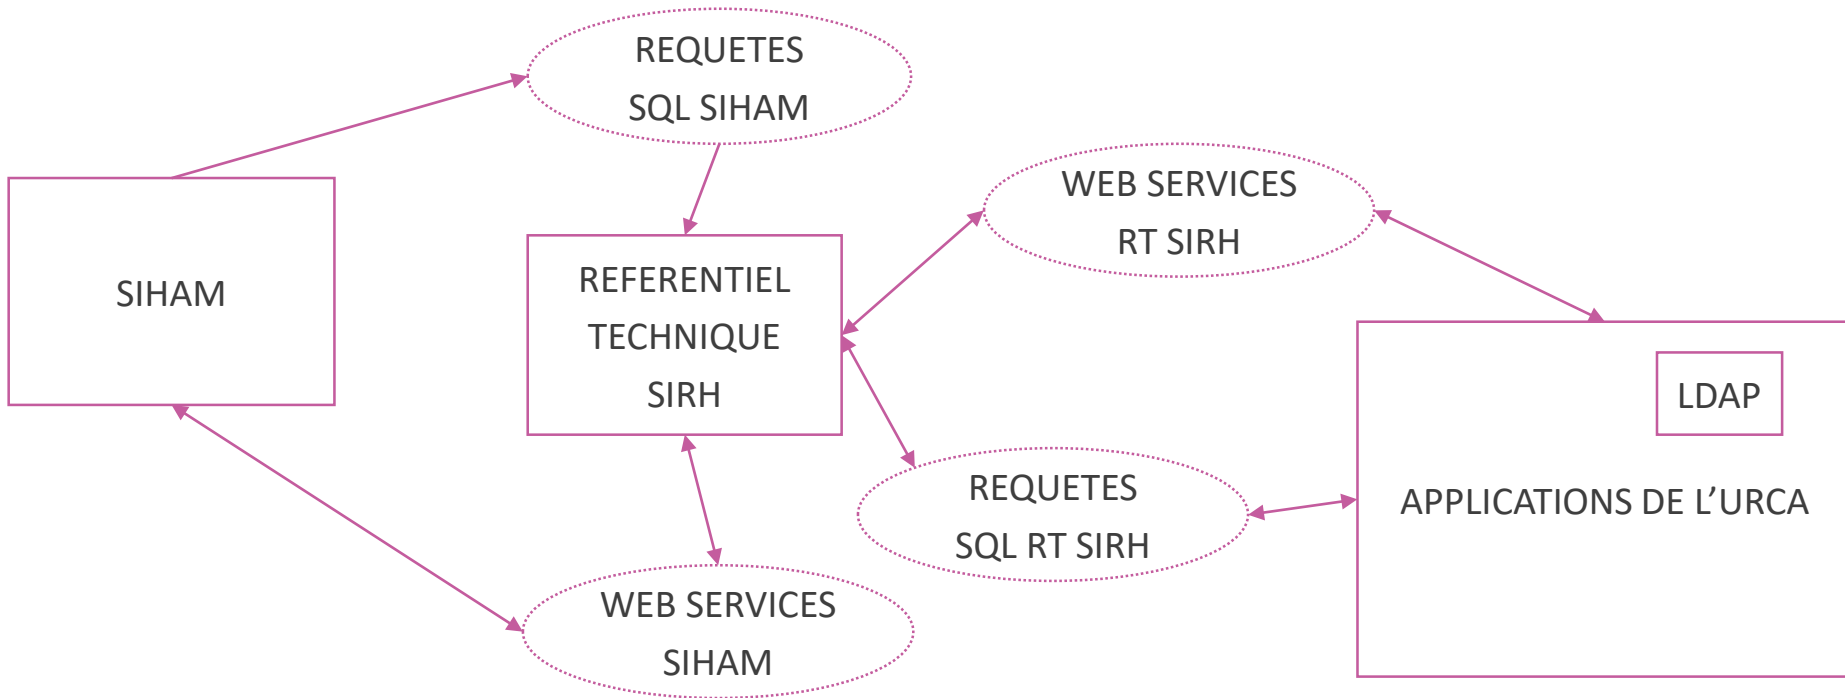 REQUETES
SQL SIHAM
WEB SERVICES
RT SIRH
SIHAM
REFERENTIEL
TECHNIQUE
SIRH
LDAP
APPLICATIONS DE L’URCA
REQUETES
SQL RT SIRH
WEB SERVICES
SIHAM